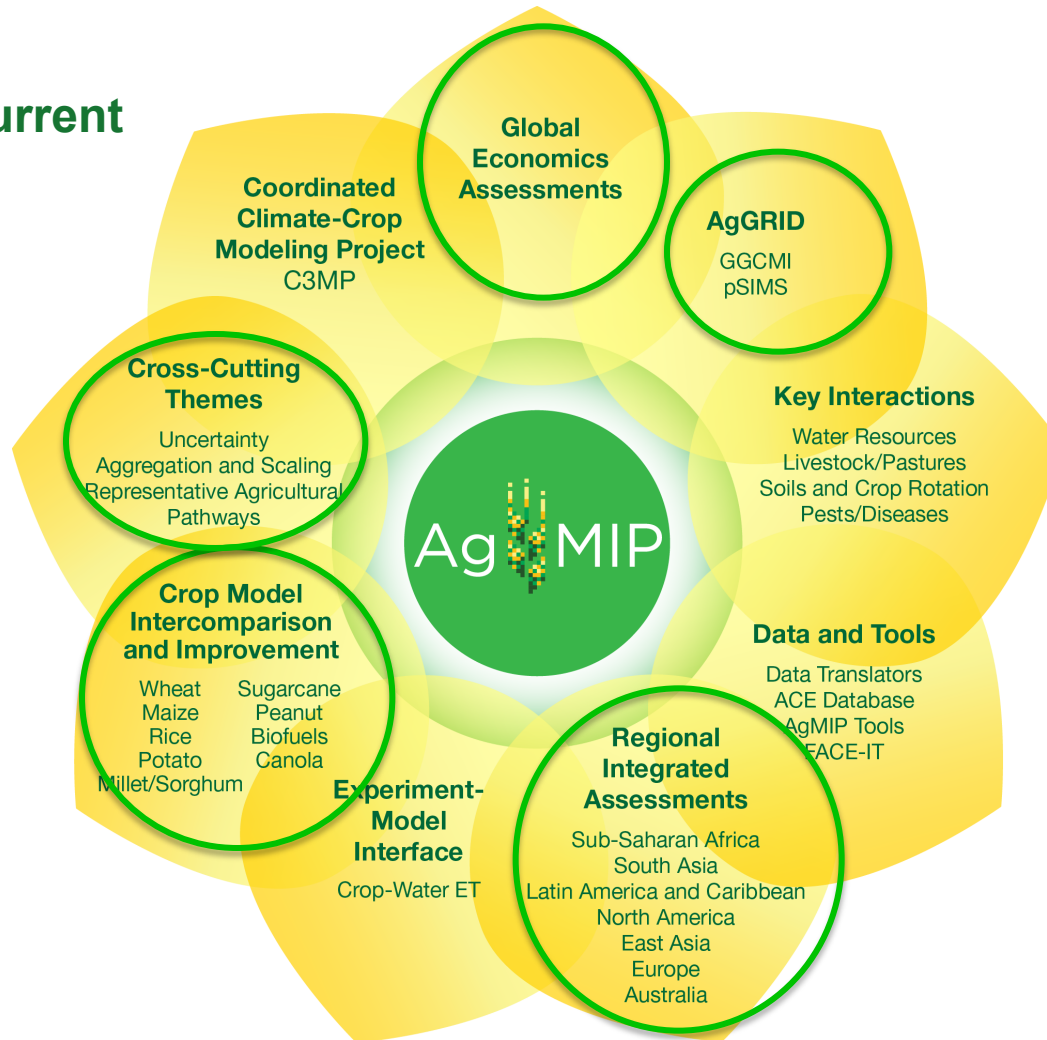 urrent
Global
Economics
Assessments
AgGRID
GGCMI
pSIMS
Coordinated
Climate-Crop
Modeling Project
C3MP
Cross-Cutting
Themes
Uncertainty
Aggregation and Scaling
Representative Agricultural
Pathways
Key Interactions
Water Resources
Livestock/Pastures
Soils and Crop Rotation
Pests/Diseases
AgMIP
Crop Model
Intercomparison
and Improvement
Wheat Sugarcane
Maize Peanut
Rice Biofuels
Potato Canola
Millet/Sorghum
Data and Tools
Data Translators
ACE Database
AgMIP Tools
FACE-IT
Experiment-
Model
Interface
Crop-Water ET
Regional
Integrated
Assessments
Sub-Saharan Africa
South Asia
Latin America and Caribbean
North America
East Asia
Europe
Australia